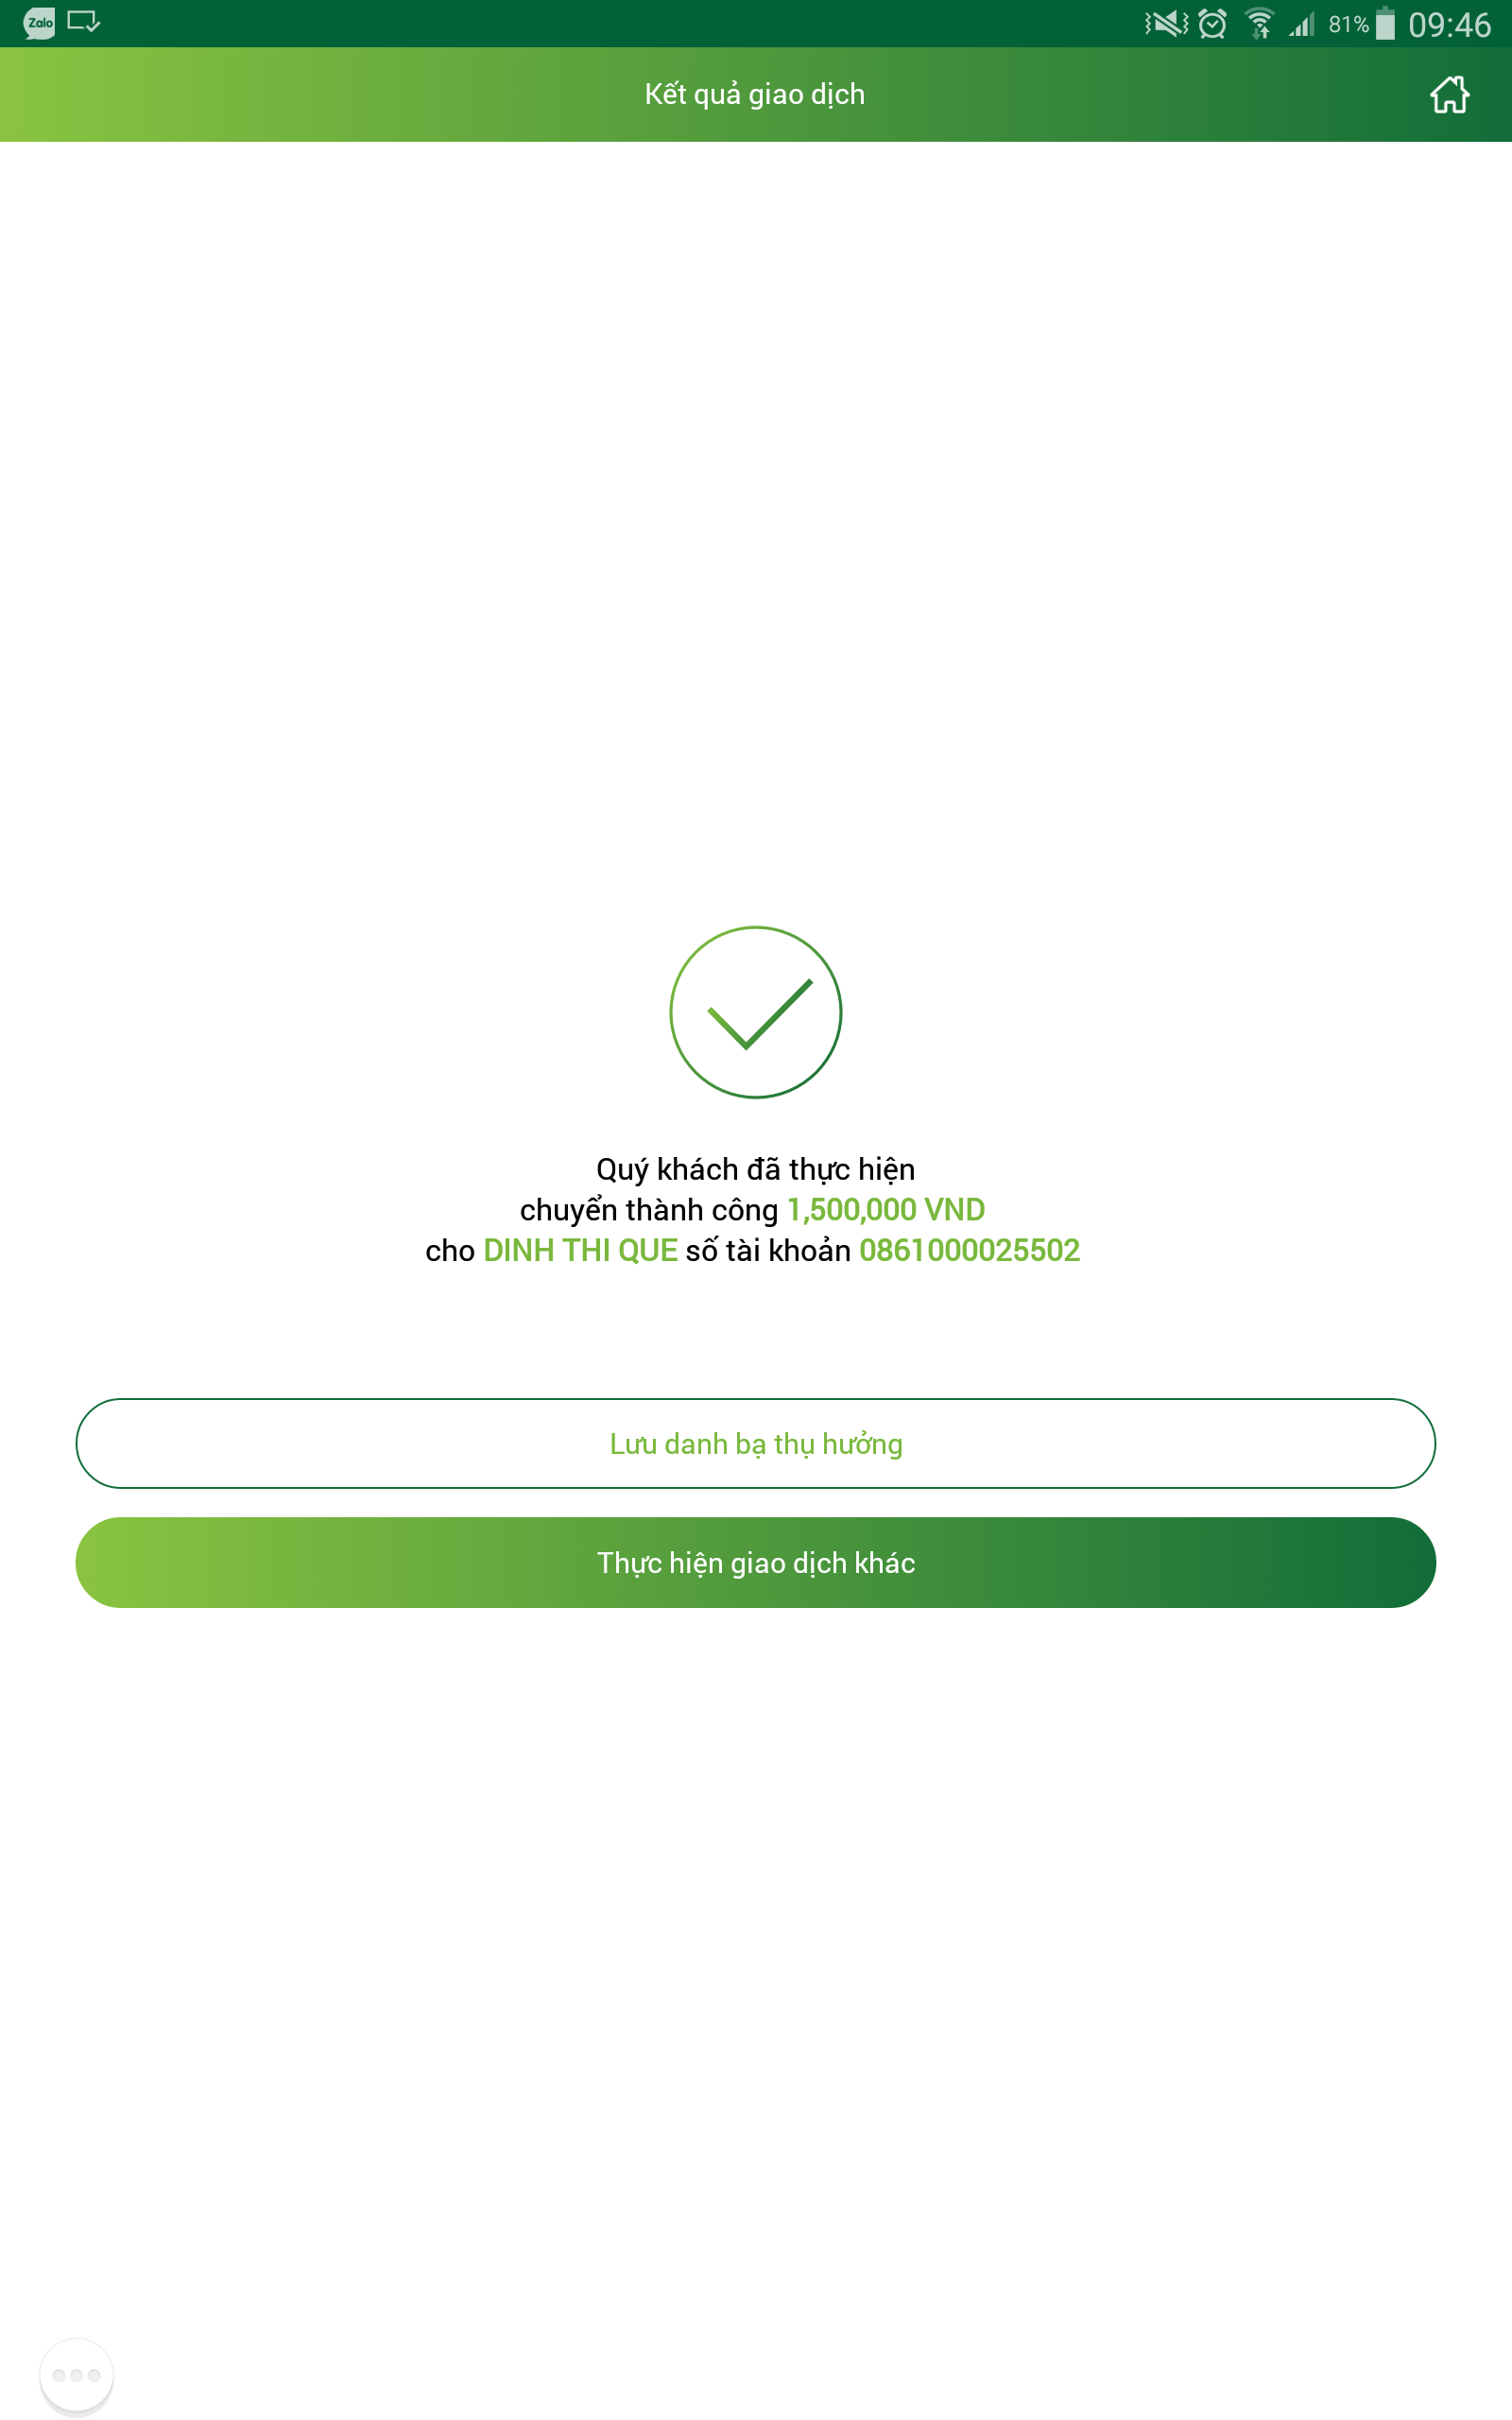 Zalo
81% 09:46
Kết quả giao dịch
Quý khách đã thực hiện
chuyển thành công 1,500,000 VND
cho DINH THI QUE số tài khoản 0861000025502
Lưu danh bạ thụ hưởng
Thực hiện giao dịch khác